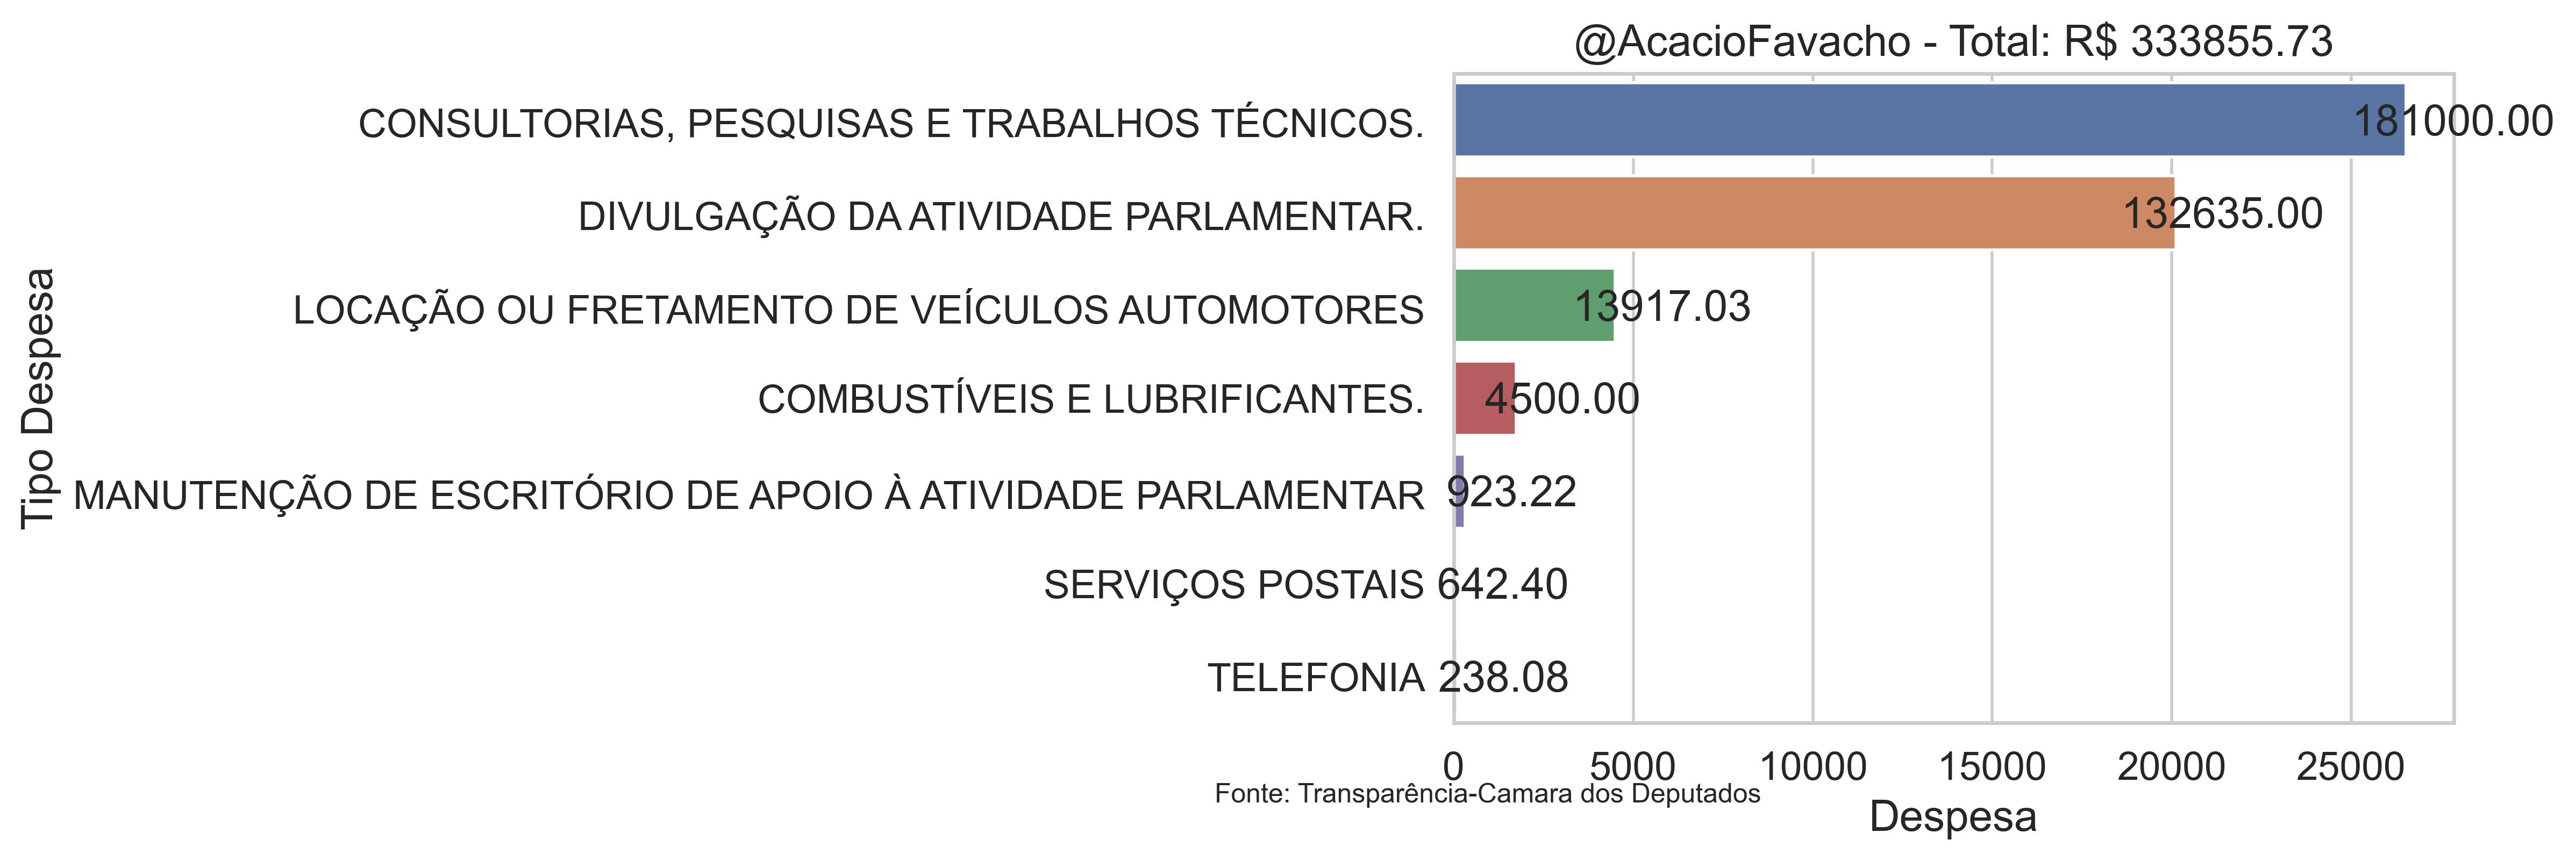 @AcacioFavacho - Total: R$ 333855.73
CONSULTORIAS, PESQUISAS E TRABALHOS TÉCNICOS.
181000.00
DIVULGAÇÃO DA ATIVIDADE PARLAMENTAR.
132635.00
LOCAÇÃO OU FRETAMENTO DE VEÍCULOS AUTOMOTORES
13917.03
COMBUSTÍVEIS E LUBRIFICANTES.
4500.00
MANUTENÇÃO DE ESCRITÓRIO DE APOIO À ATIVIDADE PARLAMENTAR
923.22
SERVIÇOS POSTAIS
642.40
TELEFONIA
238.08
Tipo Despesa
0 5000 10000 15000 20000 25000
Fonte: Transparência-Camara dos Deputados
Despesa